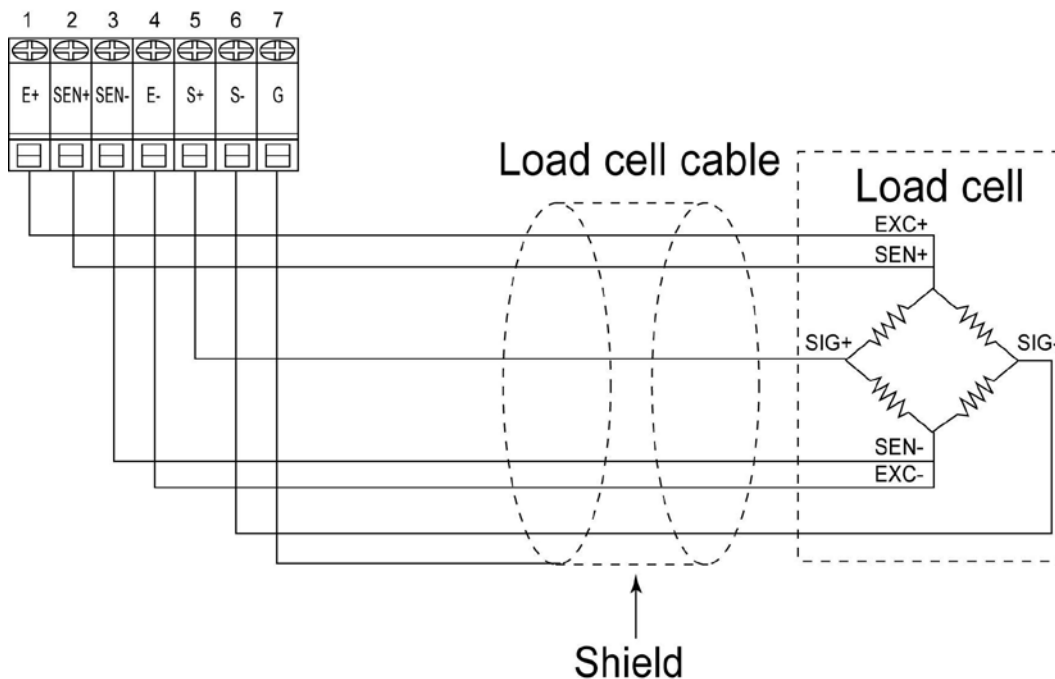 1 2 3 4 5 6 7
E+ SEN+ SEN- E- S+ S- G
Load cell cable
Load cell
EXC+
SEN+
SIG+ SIG-
SEN-
EXC-
Shield